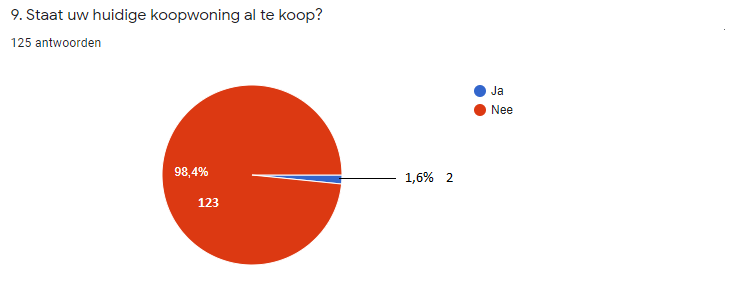 9. Staat uw huidige koopwoning al te koop?
125 antwoorden
Ja
Nee
98,4%
1,6% 2
123